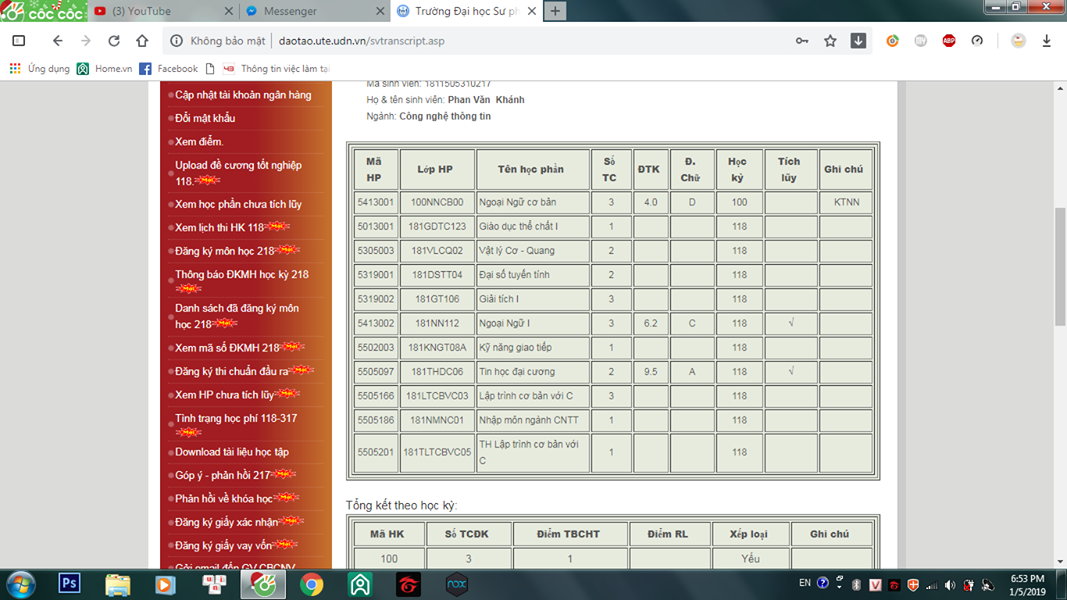 CỐC CỐC
(3) YouTube
Messenger
Trường Đại học Sư ph
Không bảo mật
daotao.ute.udn.vn/svtranscript.asp
ABP
Ứng dụng
Home.vn
Facebook
Thông tin việc làm tại
Cập nhật tài khoản ngân hàng
Đổi mật khẩu
Xem điểm.
Upload đề cương tốt nghiệp
118.
Xem học phần chưa tích lũy
Xem lịch thi HK 118
Đăng ký môn học 218
Thông báo ĐKMH học kỳ 218
Danh sách đã đăng ký môn
học 218
Xem mã số ĐKMH 218
Đăng ký thi chuẩn đầu ra
Xem HP chưa tích lũy
Tình trạng học phí 118-317
Download tài liệu học tập
Góp ý - phản hồi 217
Phản hồi về khóa học
Đăng ký giấy xác nhận
Đăng ký giấy vay vốn
Gửi email đến GV,CBCNV
Mã sinh viên: 1811505310217
Họ & tên sinh viên: Phan Văn Khánh
Ngành: Công nghệ thông tin
Mã HP Lớp HP Tên học phần Số TC ĐTK Đ. Chữ Học kỳ Tích lũy Ghi chú
5413001 100NNCB00 Ngoại Ngữ cơ bản 3 4.0 D 100 KTNN
5013001 181GDTC123 Giáo dục thể chất I 1 118
5305003 181VLCQ02 Vật lý Cơ - Quang 2 118
5319001 181DSTT04 Đại số tuyến tính 2 118
5319002 181GT106 Giải tích I 3 118
5413002 181NN112 Ngoại Ngữ I 3 6.2 C 118 √
5502003 181KNGT08A Kỹ năng giao tiếp 1 118
5505097 181THDC06 Tin học đại cương 2 9.5 A 118 √
5505166 181LTCBVC03 Lập trình cơ bản với C 3 118
5505186 181NMNC01 Nhập môn ngành CNTT 1 118
5505201 181TLTCBVC05 TH Lập trình cơ bản với C 1 118
Tổng kết theo học kỳ:
Mã HK Số TCĐK Điểm TBCHT Điểm RL Xếp loại Ghi chú
100 3 1 Yếu
Ps
nox
EN
6:53 PM
1/5/2019